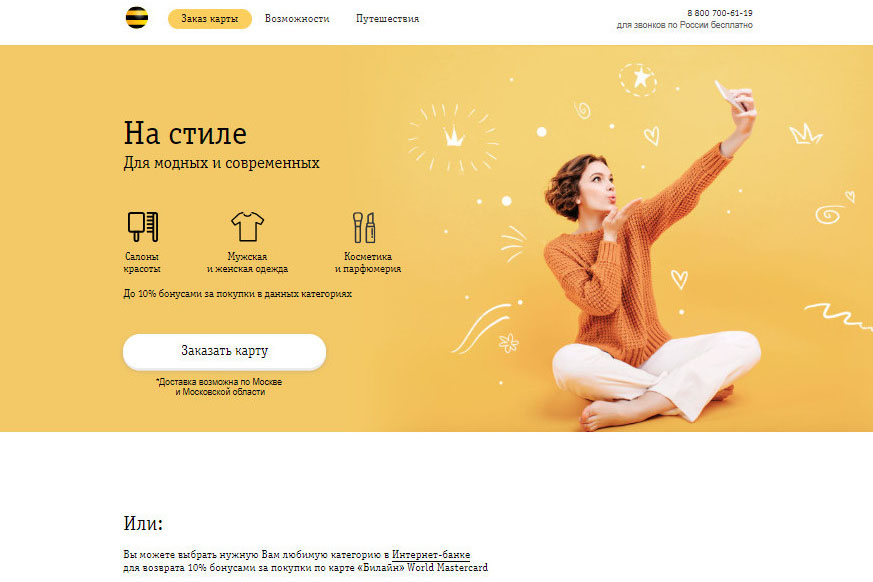 Заказ карты
Возможности
Путешествия
8 800 700-61-19
для звонков по России бесплатно
На стиле
Для модных и современных
Салоны
красоты
Мужская
и женская одежда
Косметика
и парфюмерия
До 10% бонусами за покупки в данных категориях
Заказать карту
*Доставка возможна по Москве
и Московской области
Или:
Вы можете выбрать нужную Вам любимую категорию в Интернет-банке
для возврата 10% бонусами за покупки по карте «Билайн» World Mastercard